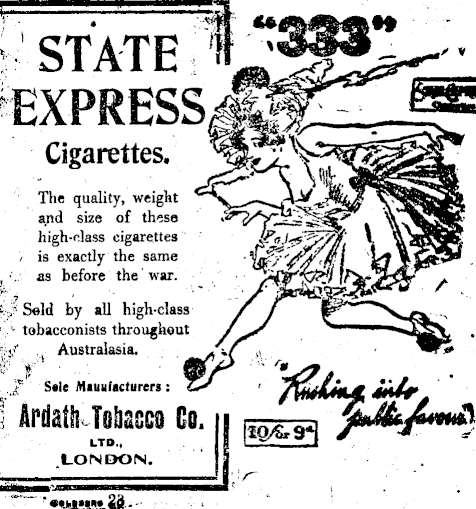 STATE
EXPRESS
Cigarettes.
The quality, weight
and size of these
high-class cigarettes
is exactly the same
as before the war.
Sold by all high-class
tobacconists throughout
Australasia.
Sole Manufacturers:
Ardath Tobacco Co.
LTD.,
LONDON.
"333"
"Rushing into
public favour"
10 & 9d
23